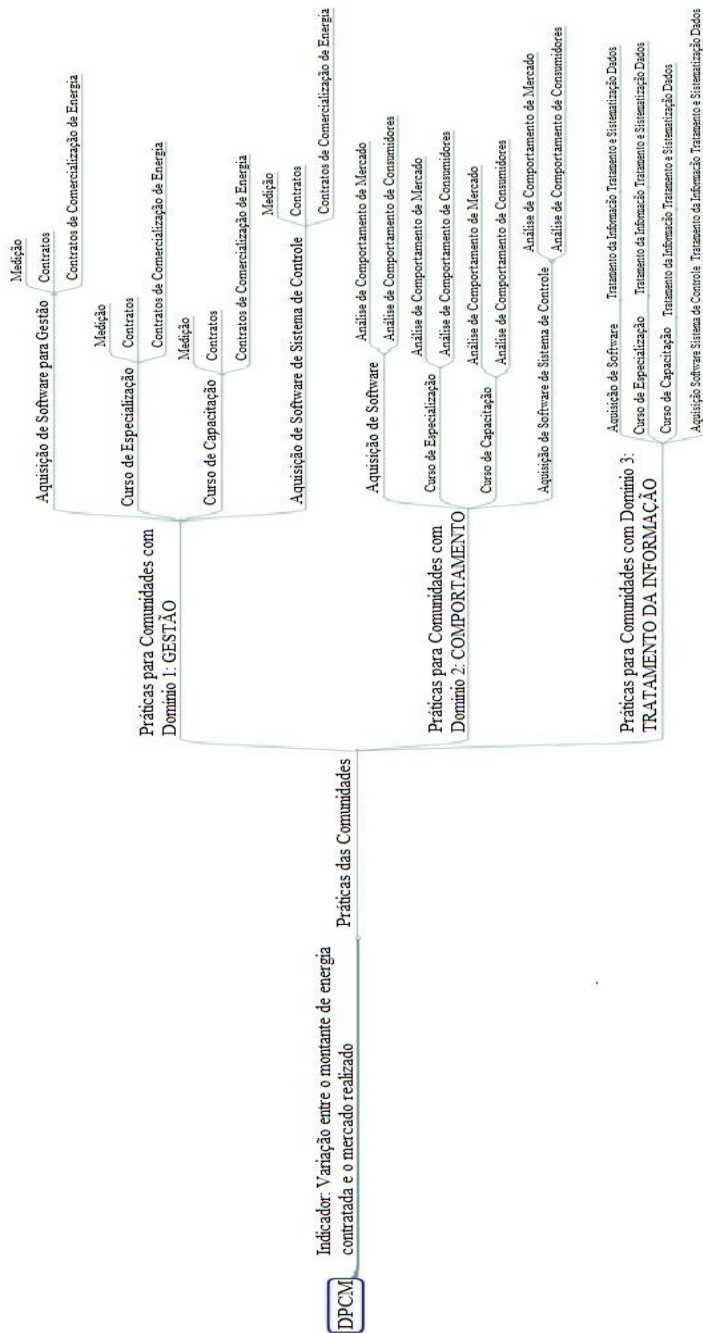 DPCM
Indicador: Variação entre o montante de energia
contratada e o mercado realizado
Práticas das Comunidades
Práticas para Comunidades com
Dominio 1: GESTÃO
Aquisição de Software para Gestão
Medição
Contratos
Contratos de Comercialização de Energia
Curso de Especialização
Medição
Contratos
Contratos de Comercialização de Energia
Curso de Capacitação
Medição
Contratos
Contratos de Comercialização de Energia
Aquisição de Software de Sistema de Controle
Medição
Contratos
Contratos de Comercialização de Energia
Práticas para Comunidades com
Dominio 2: COMPORTAMENTO
Aquisição de Software
Análise de Comportamento de Mercado
Análise de Comportamento de Consumidores
Curso de Especialização
Análise de Comportamento de Mercado
Análise de Comportamento de Consumidores
Curso de Capacitação
Análise de Comportamento de Mercado
Análise de Comportamento de Consumidores
Aquisição de Software de Sistema de Controle
Análise de Comportamento de Mercado
Análise de Comportamento de Consumidores
Práticas para Comunidades com Dominio 3:
TRATAMENTO DA INFORMAÇÃO
Aquisição de Software
Tratamento da Informacão
Tratamento e Sistematização Dados
Curso de Especialização
Tratamento da Informacão
Tratamento e Sistematização Dados
Curso de Capacitação
Tratamento da Informacão
Tratamento e Sistematização Dados
Aquisição Software Sistema de Controle
Tratamento da Informacão
Tratamento e Sistematização Dados